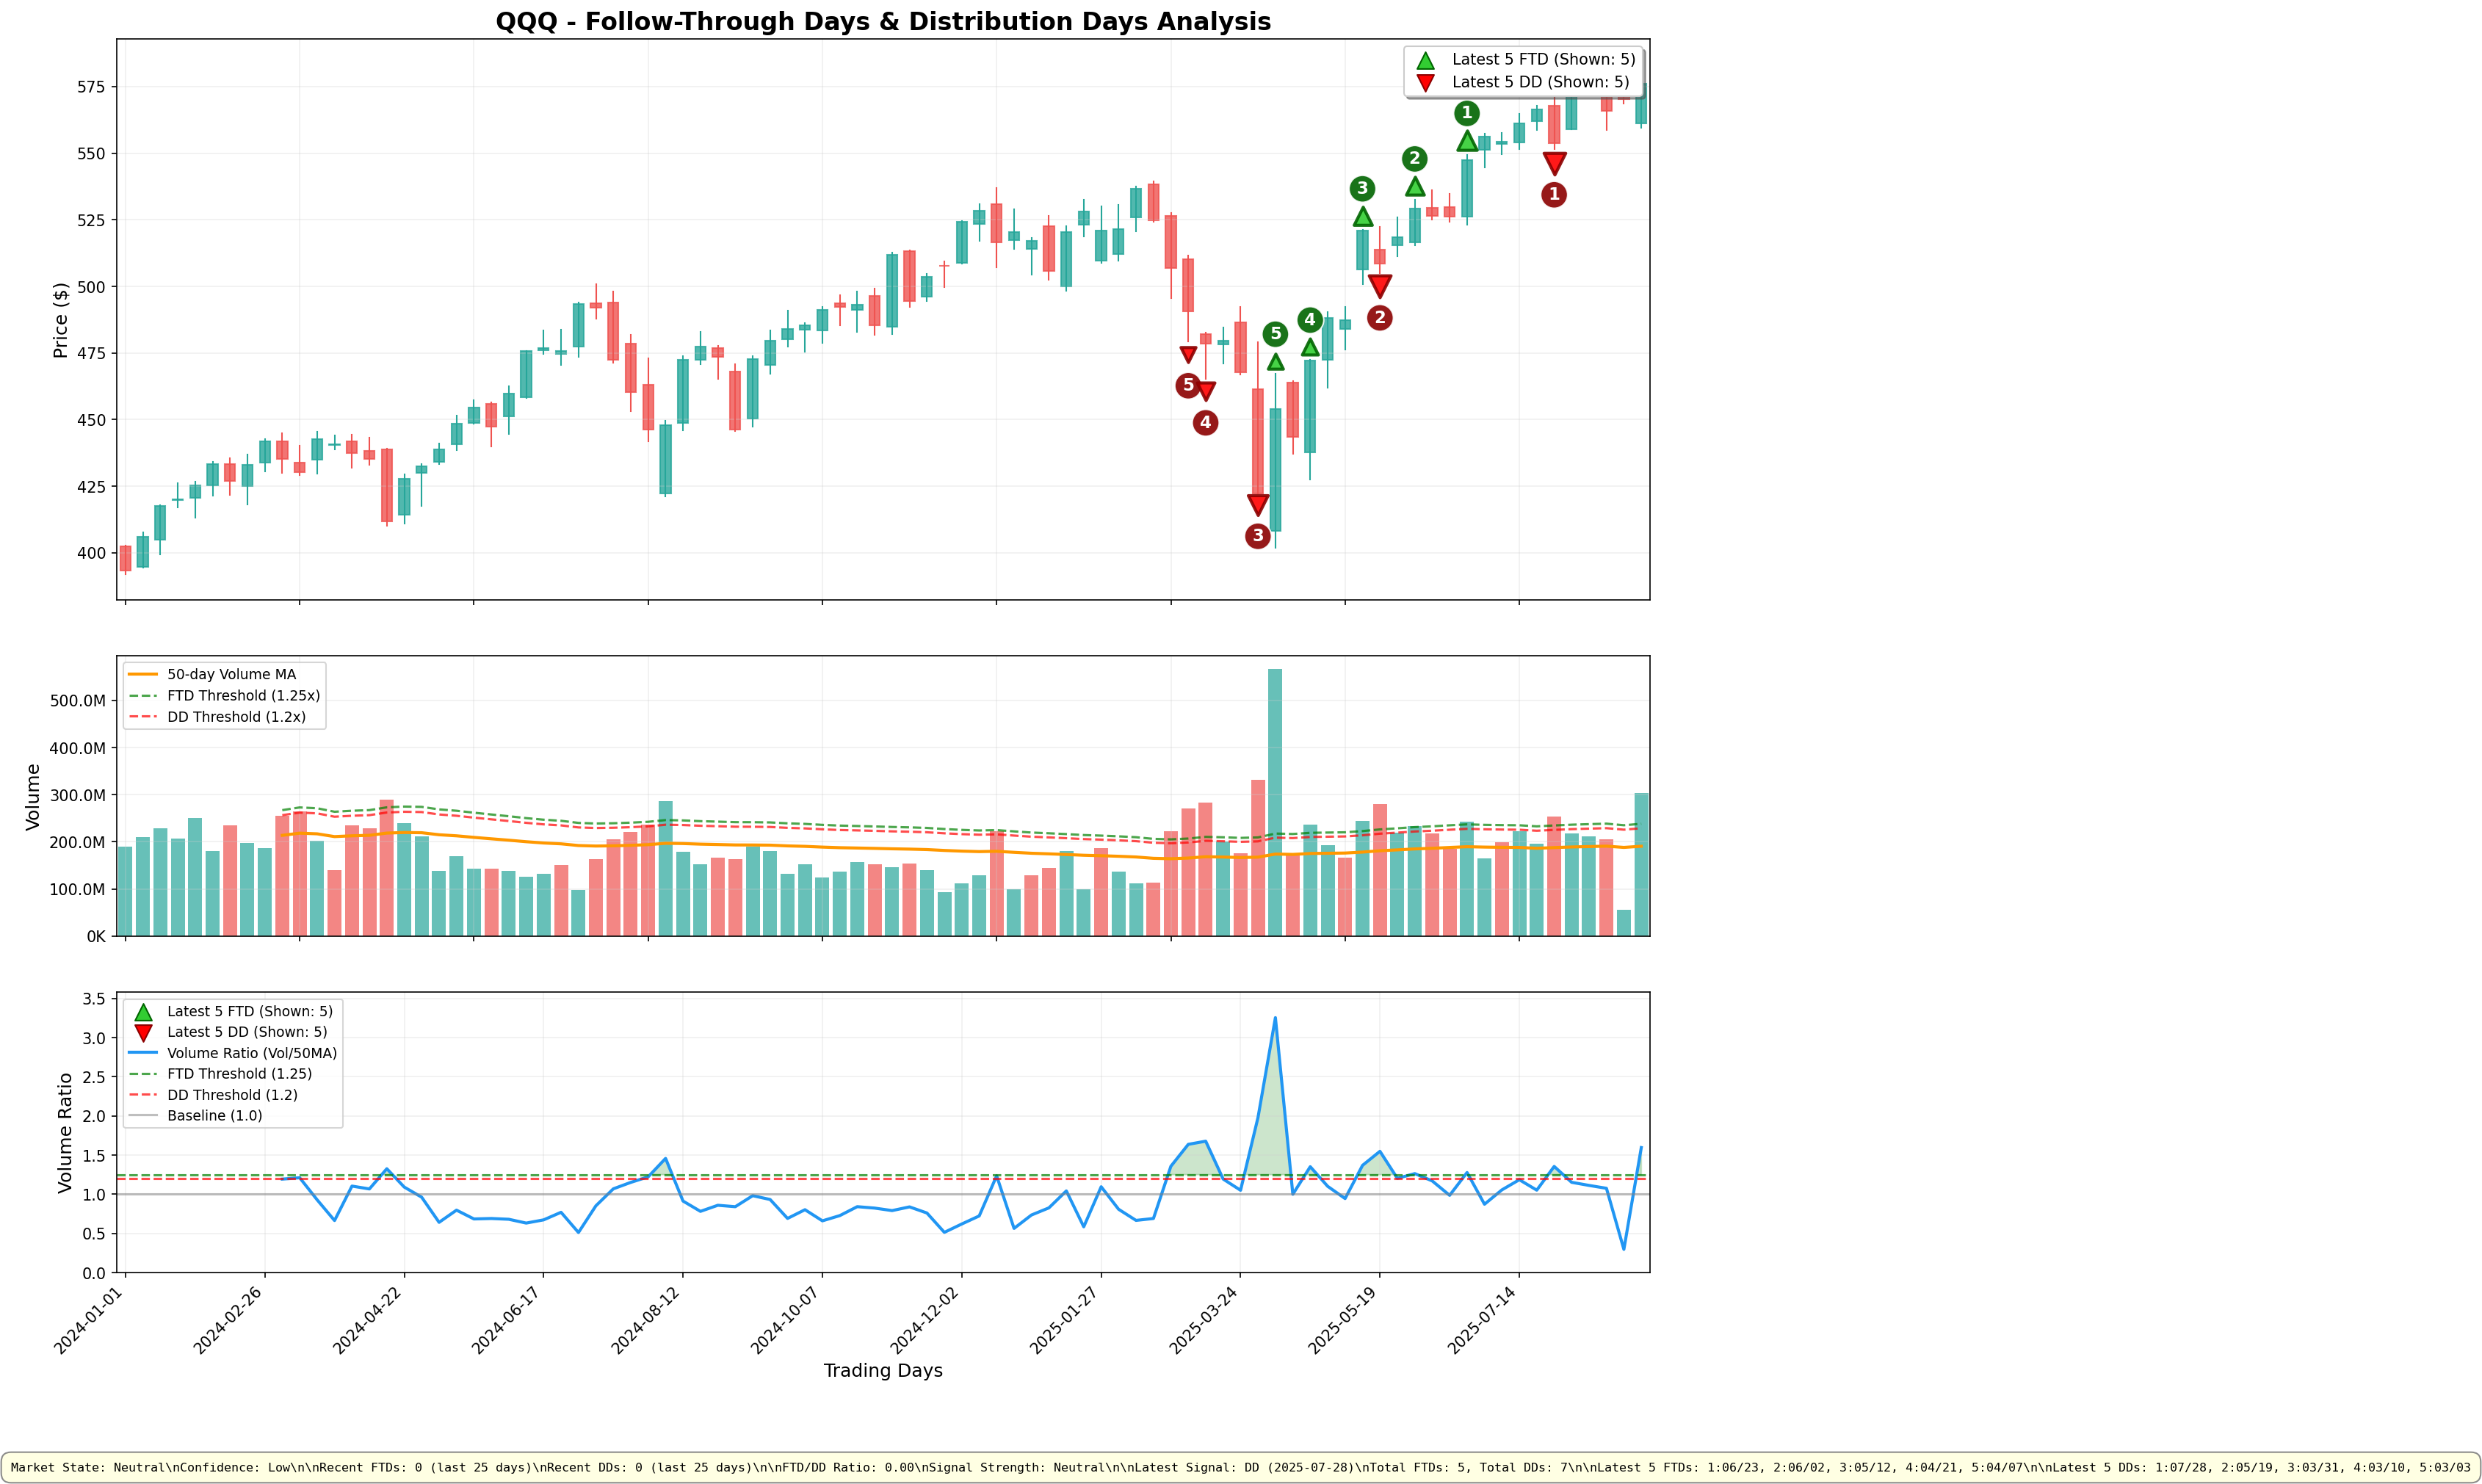 QQQ - Follow-Through Days & Distribution Days Analysis
Latest 5 FTD (Shown: 5)
Latest 5 DD (Shown: 5)
Price ($)
575
550
525
500
475
450
425
400
1
2
3
4
5
1
2
3
4
5
50-day Volume MA
FTD Threshold (1.25x)
DD Threshold (1.2x)
Volume
500.0M
400.0M
300.0M
200.0M
100.0M
0K
Latest 5 FTD (Shown: 5)
Latest 5 DD (Shown: 5)
Volume Ratio (Vol/50MA)
FTD Threshold (1.25)
DD Threshold (1.2)
Baseline (1.0)
Volume Ratio
3.5
3.0
2.5
2.0
1.5
1.0
0.5
0.0
2024-01-01
2024-02-26
2024-04-22
2024-06-17
2024-08-12
2024-10-07
2024-12-02
2025-01-27
2025-03-24
2025-05-19
2025-07-14
Trading Days
Market State: Neutral\nConfidence: Low\n\nRecent FTDs: 0 (last 25 days)\nRecent DDs: 0 (last 25 days)\n\nFTD/DD Ratio: 0.00\nSignal Strength: Neutral\n\nLatest Signal: DD (2025-07-28)\nTotal FTDs: 5, Total DDs: 7\n\nLatest 5 FTDs: 1:06/23, 2:06/02, 3:05/12, 4:04/21, 5:04/07\n\nLatest 5 DDs: 1:07/28, 2:05/19, 3:03/31, 4:03/10, 5:03/03